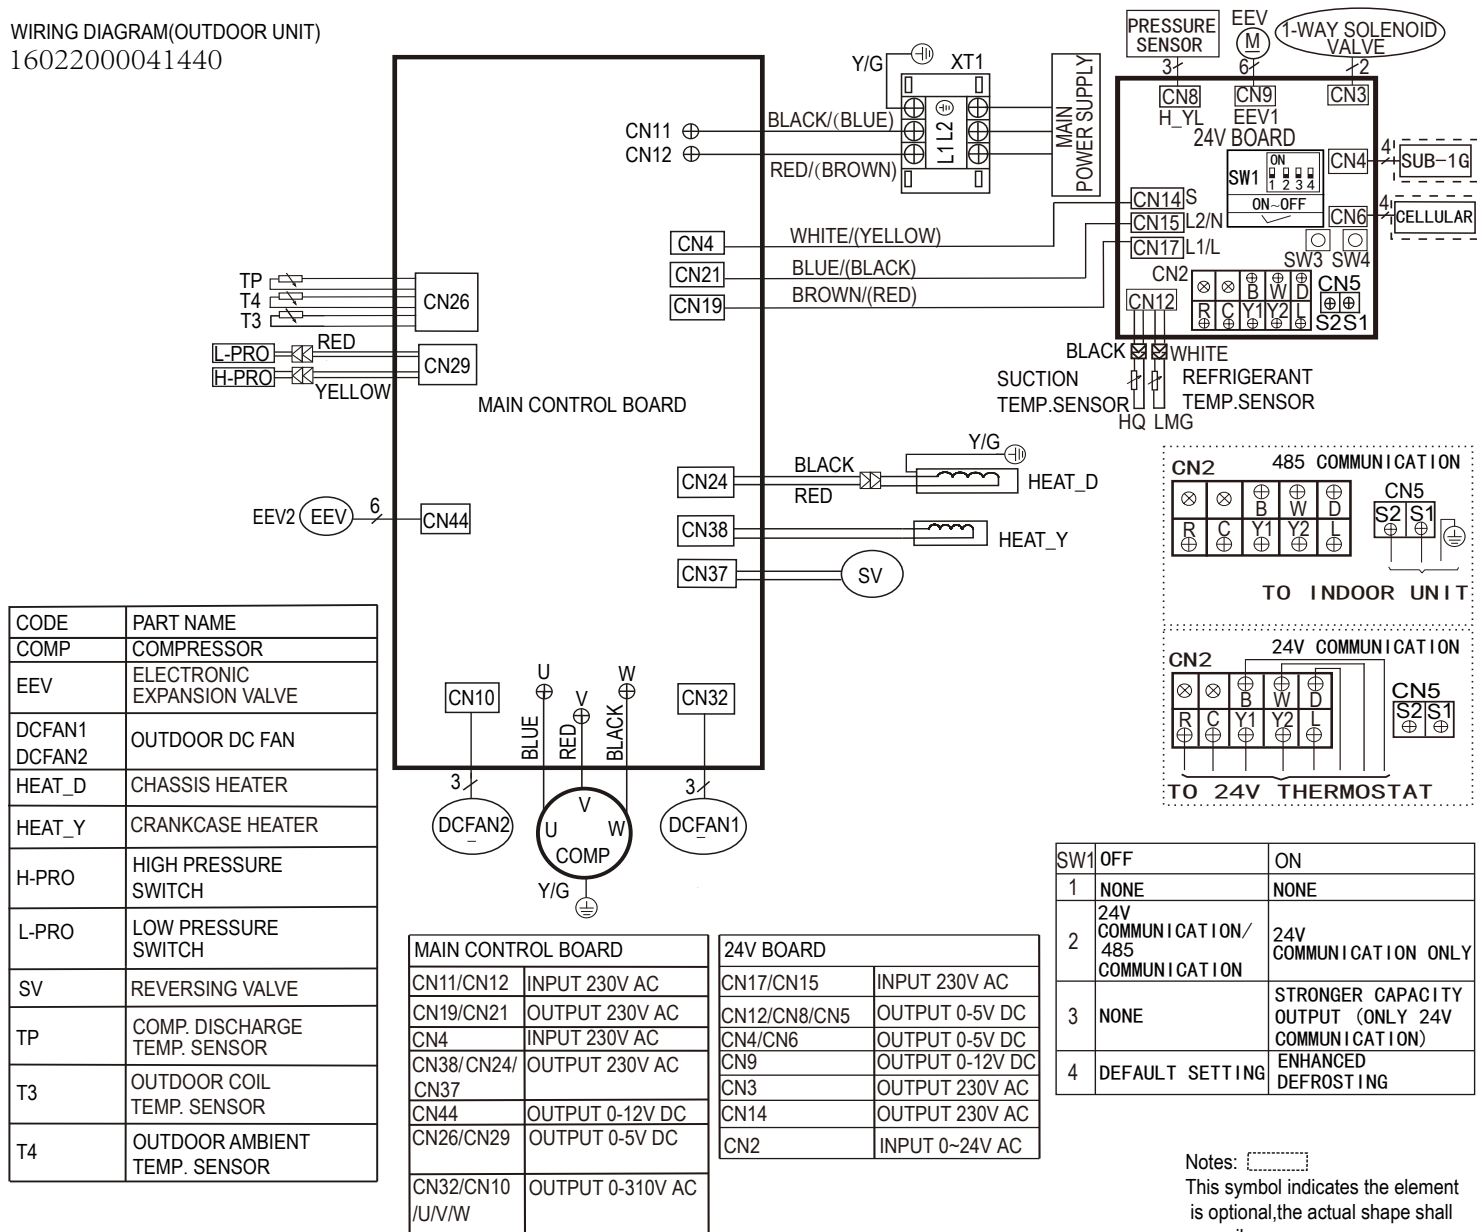 WIRING DIAGRAM(OUTDOOR UNIT)
16022000041440
CN11
CN12
BLACK/(BLUE)
RED/(BROWN)
Y/G
XT1
L1 L2
MAIN
POWER SUPPLY
PRESSURE
SENSOR
EEV
M
1-WAY SOLENOID
VALVE
3
6
2
CN8
H_YL
CN9
EEV1
CN3
24V BOARD
SW1
ON
1 2 3 4
ON~OFF
CN4
4
SUB-1G
CN6
4
CELLULAR
SW3 SW4
CN14 S
CN15 L2/N
CN17 L1/L
CN2
CN12
B W D
R C Y1 Y2 L
CN5
S2 S1
CN4
WHITE/(YELLOW)
CN21
BLUE/(BLACK)
CN19
BROWN/(RED)
TP
T4
T3
CN26
L-PRO
RED
H-PRO
YELLOW
CN29
MAIN CONTROL BOARD
BLACK
WHITE
SUCTION
TEMP.SENSOR
REFRIGERANT
TEMP.SENSOR
HQ LMG
CN24
BLACK
RED
Y/G
HEAT_D
CN38
HEAT_Y
CN37
SV
EEV2
EEV
6
CN44
CN10
U
V
W
CN32
BLUE
RED
BLACK
3
3
DCFAN2
U
V
W
COMP
DCFAN1
Y/G
CN2
485 COMMUNICATION
B W D
R C Y1 Y2 L
CN5
S2 S1
TO INDOOR UNIT
24V COMMUNICATION
CN2
B W D
R C Y1 Y2 L
CN5
S2 S1
TO 24V THERMOSTAT
CODE PART NAME
COMP COMPRESSOR
EEV ELECTRONIC
EXPANSION VALVE
DCFAN1
DCFAN2
OUTDOOR DC FAN
HEAT_D CHASSIS HEATER
HEAT_Y CRANKCASE HEATER
H-PRO HIGH PRESSURE
SWITCH
L-PRO LOW PRESSURE
SWITCH
SV REVERSING VALVE
TP COMP. DISCHARGE
TEMP. SENSOR
T3 OUTDOOR COIL
TEMP. SENSOR
T4 OUTDOOR AMBIENT
TEMP. SENSOR
MAIN CONTROL BOARD
CN11/CN12 INPUT 230V AC
CN19/CN21 OUTPUT 230V AC
CN4 INPUT 230V AC
CN38/CN24/
CN37
OUTPUT 230V AC
CN44 OUTPUT 0-12V DC
CN26/CN29 OUTPUT 0-5V DC
CN32/CN10
/U/V/W
OUTPUT 0-310V AC
24V BOARD
CN17/CN15 INPUT 230V AC
CN12/CN8/CN5 OUTPUT 0-5V DC
CN4/CN6 OUTPUT 0-5V DC
CN9 OUTPUT 0-12V DC
CN3 OUTPUT 230V AC
CN14 OUTPUT 230V AC
CN2 INPUT 0~24V AC
SW1 OFF ON
1 NONE NONE
2
24V
COMMUNICATION/
485
COMMUNICATION
24V
COMMUNICATION ONLY
3 NONE
STRONGER CAPACITY
OUTPUT (ONLY 24V
COMMUNICATION)
4 DEFAULT SETTING
ENHANCED
DEFROSTING
Notes:
This symbol indicates the element
is optional,the actual shape shall